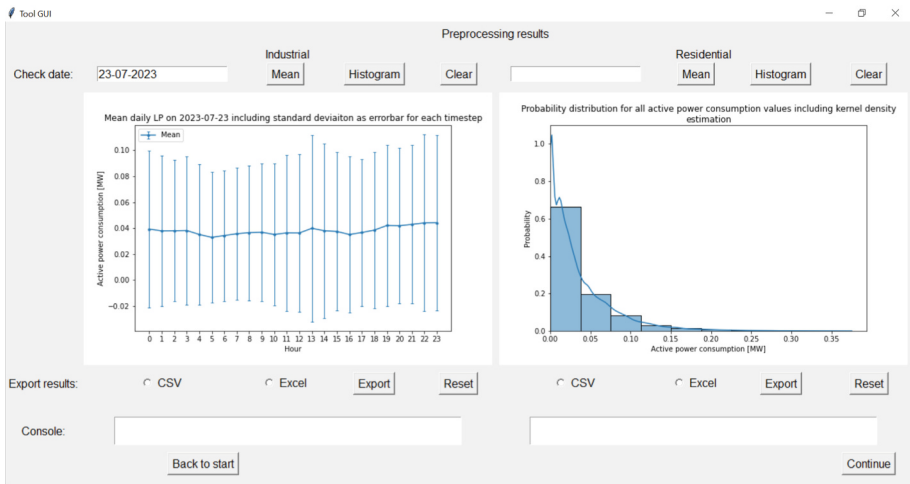 Tool GUI
Preprocessing results
Industrial
Residential
Check date:
23-07-2023
Mean
Histogram
Clear
Mean
Histogram
Clear
Mean daily LP on 2023-07-23 including standard deviaiton as errorbar for each timestep
Mean
Active power consumption [MW]
0.10
0.08
0.06
0.04
0.02
0.00
−0.02
0 1 2 3 4 5 6 7 8 9 10 11 12 13 14 15 16 17 18 19 20 21 22 23
Hour
Probability distribution for all active power consumption values including kernel density
estimation
Probability
1.0
0.8
0.6
0.4
0.2
0.0
0.00 0.05 0.10 0.15 0.20 0.25 0.30 0.35
Active power consumption [MW]
Export results:
CSV
Excel
Export
Reset
CSV
Excel
Export
Reset
Console:
Back to start
Continue